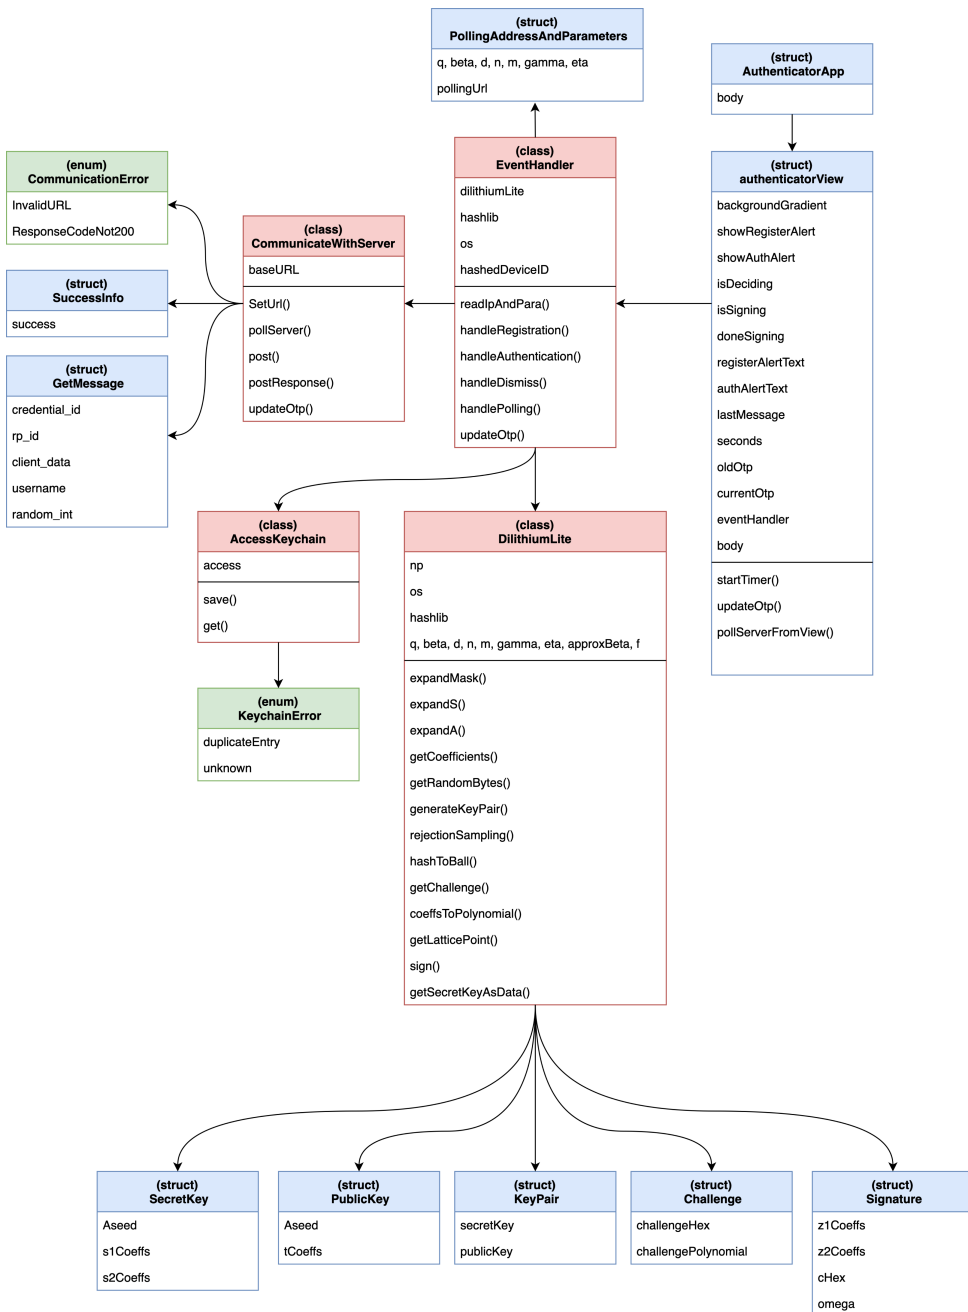 (struct)
PollingAddressAndParameters
q, beta, d, n, m, gamma, eta
pollingUrl
(struct)
AuthenticatorApp
body
(enum)
CommunicationError
InvalidURL
ResponseCodeNot200
(class)
EventHandler
dilithiumLite
hashlib
os
hashedDeviceID
readIpAndPara()
handleRegistration()
handleAuthentication()
handleDismiss()
handlePolling()
updateOtp()
(struct)
authenticatorView
backgroundGradient
showRegisterAlert
showAuthAlert
isDeciding
isSigning
doneSigning
registerAlertText
authAlertText
lastMessage
seconds
oldOtp
currentOtp
eventHandler
body
startTimer()
updateOtp()
pollServerFromView()
(class)
CommunicateWithServer
baseURL
SetUrl()
pollServer()
post()
postResponse()
updateOtp()
(struct)
SuccessInfo
success
(struct)
GetMessage
credential_id
rp_id
client_data
username
random_int
(class)
AccessKeychain
access
save()
get()
(enum)
KeychainError
duplicateEntry
unknown
(class)
DilithiumLite
np
os
hashlib
q, beta, d, n, m, gamma, eta, approxBeta, f
expandMask()
expandS()
expandA()
getCoefficients()
getRandomBytes()
generateKeyPair()
rejectionSampling()
hashToBall()
getChallenge()
coeffsToPolynomial()
getLatticePoint()
sign()
getSecretKeyAsData()
(struct)
SecretKey
Aseed
s1Coeffs
s2Coeffs
(struct)
PublicKey
Aseed
tCoeffs
(struct)
KeyPair
secretKey
publicKey
(struct)
Challenge
challengeHex
challengePolynomial
(struct)
Signature
z1Coeffs
z2Coeffs
cHex
omega